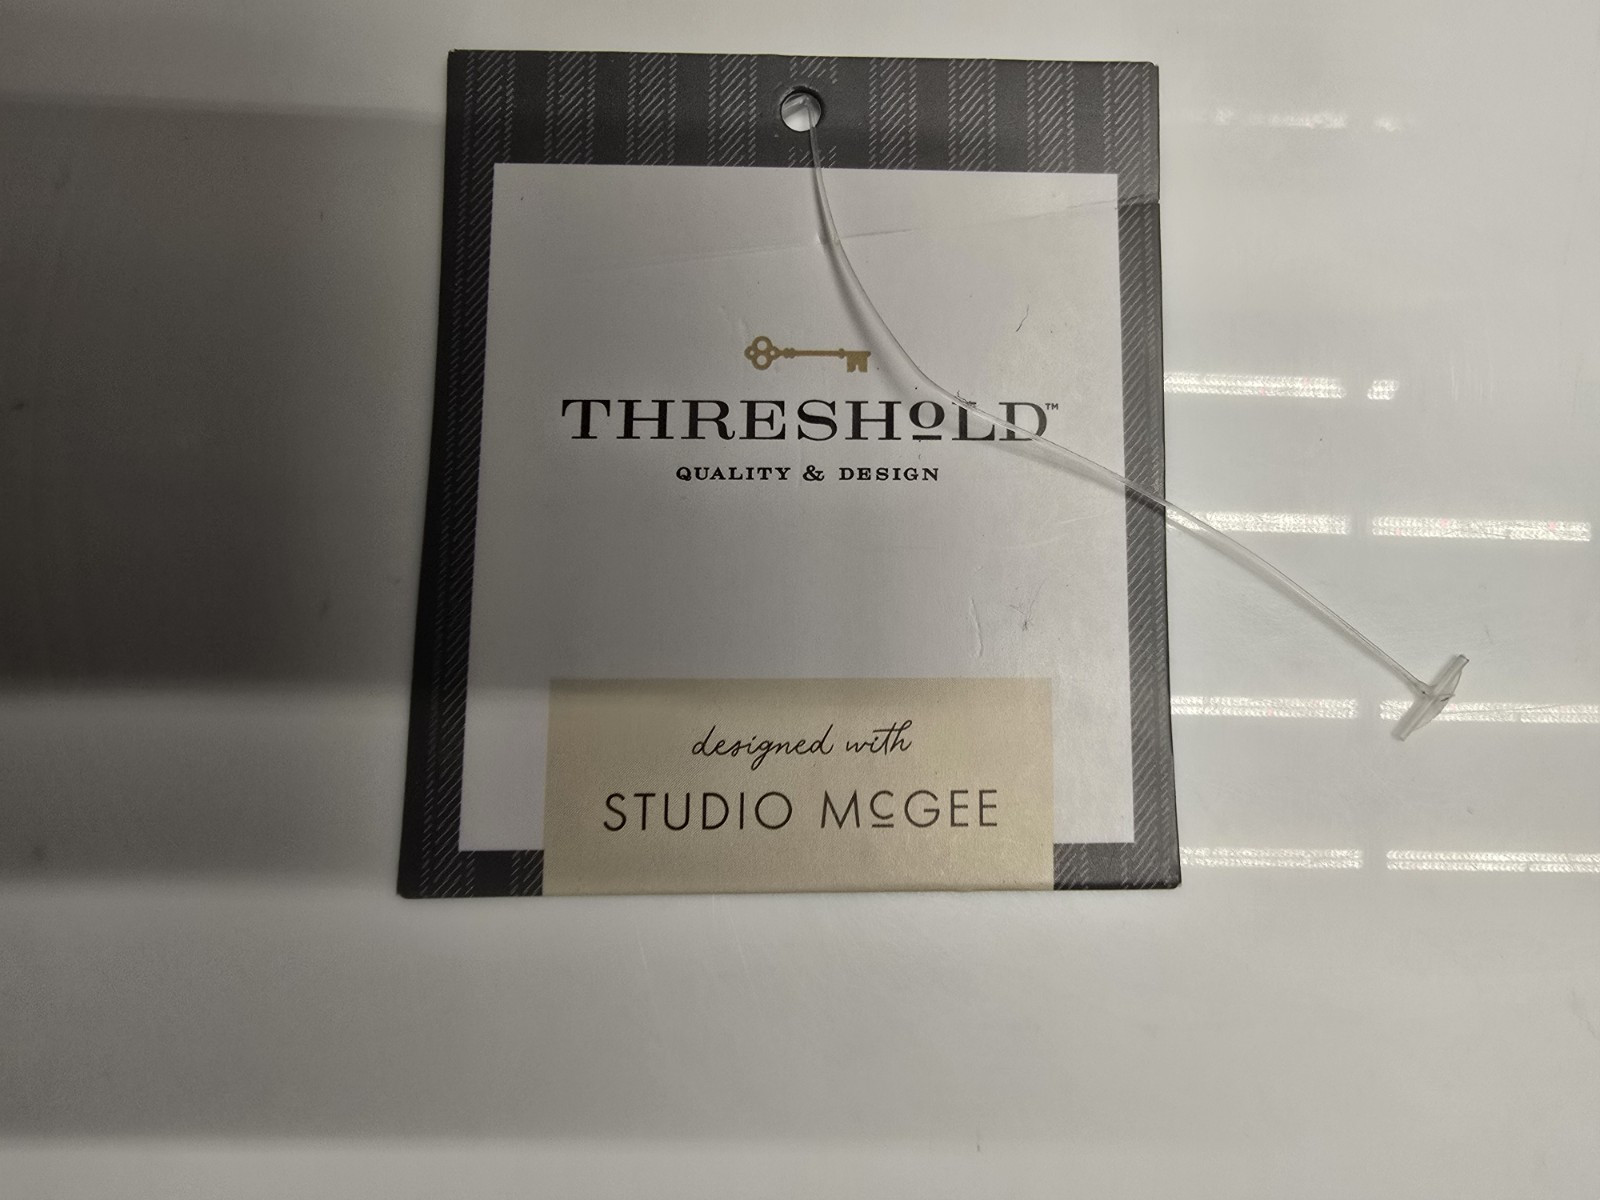 THRESHOLD™
QUALITY & DESIGN
designed with
STUDIO McGEE